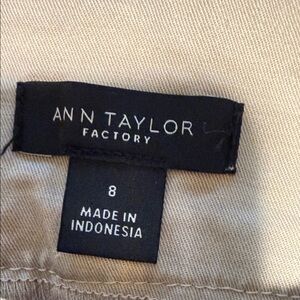 ANN TAYLOR
FACTORY
8
MADE IN
INDONESIA